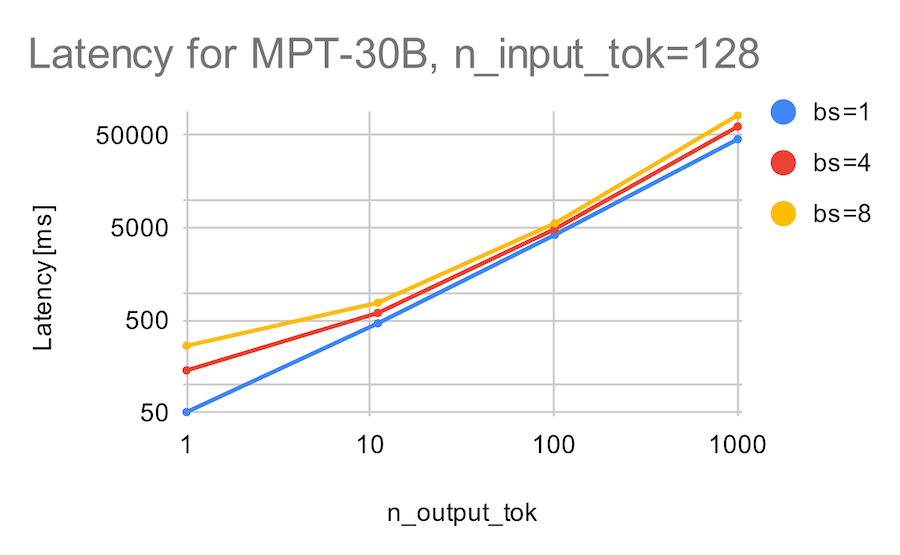 Latency for MPT-30B, n_input_tok=128
bs=1
bs=4
bs=8
Latency [ms]
50000
5000
500
50
1 10 100 1000
n_output_tok